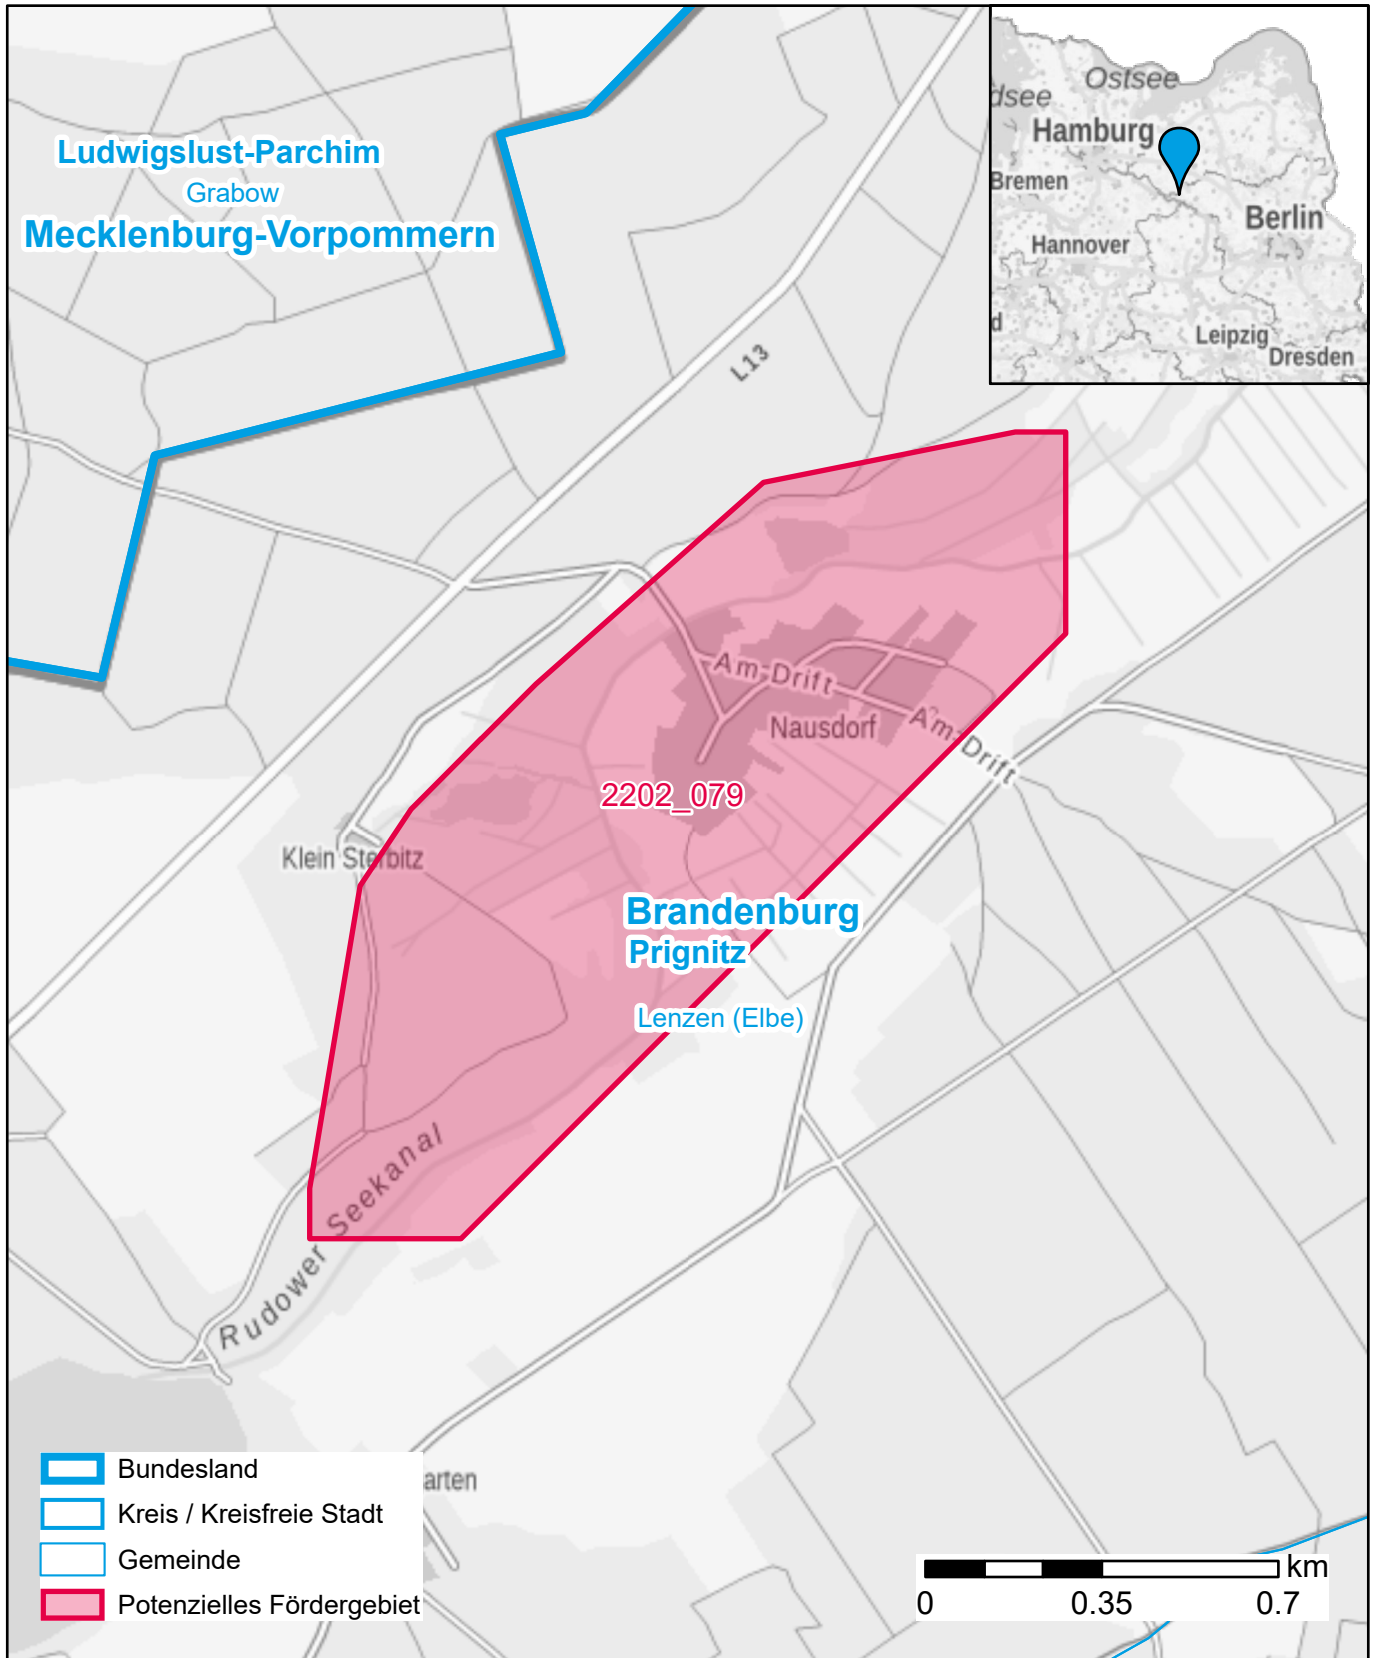 Ludwigslust-Parchim
Grabow
Mecklenburg-Vorpommern
Ostsee
dsee
Hamburg
Bremen
Berlin
Hannover
d
Leipzig
Dresden
L13
Am Drift
Nausdorf
Am Drift
2202_079
Klein Sterbitz
Brandenburg
Prignitz
Lenzen (Elbe)
Rudower Seekanal
arten
Bundesland
Kreis / Kreisfreie Stadt
Gemeinde
Potenzielles Fördergebiet
km
0 0.35 0.7